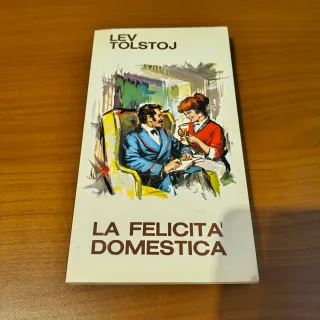 LEV
TOLSTOJ
LA FELICITA'
DOMESTICA